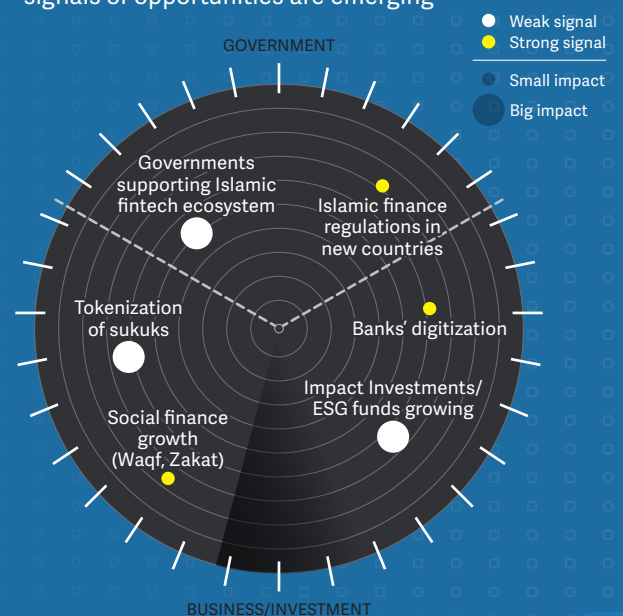 signals of opportunities are emerging
Weak signal
Strong signal
Small impact
Big impact
GOVERNMENT
Governments
supporting Islamic
fintech ecosystem
Islamic finance
regulations in
new countries
Tokenization
of sukuks
Banks' digitization
Impact Investments/
ESG funds growing
Social finance
growth
(Waqf, Zakat)
BUSINESS/INVESTMENT